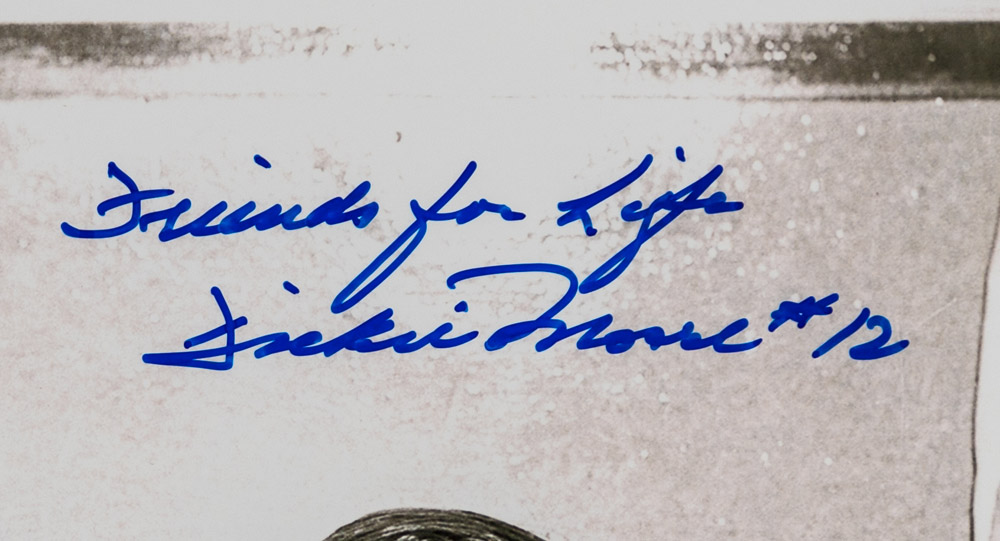 Friends for Life
Dickie Moore #12